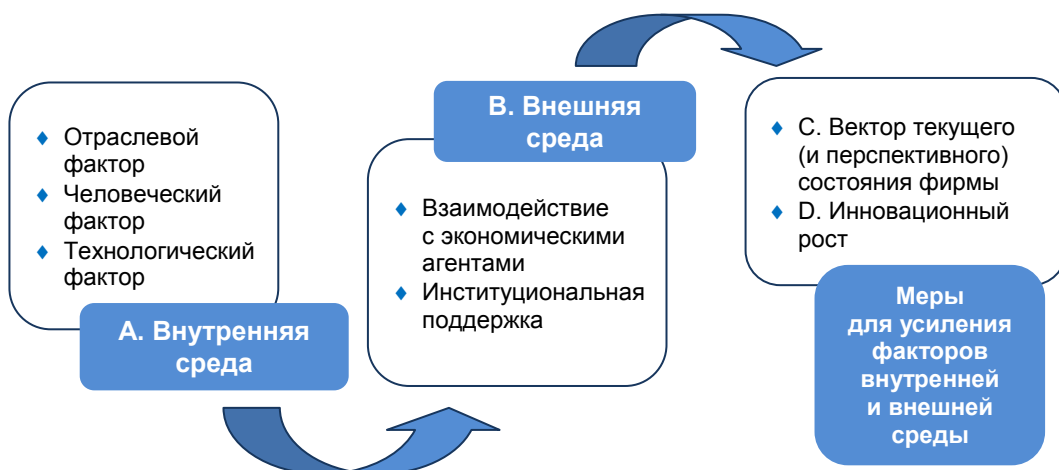 Отраслевой
фактор
Человеческий
фактор
Технологический
фактор
А. Внутренняя
среда
В. Внешняя
среда
Взаимодействие
с экономическими
агентами
Институциональная
поддержка
С. Вектор текущего
(и перспективного)
состояния фирмы
D. Инновационный
рост
Меры
для усиления
факторов
внутренней
и внешней
среды